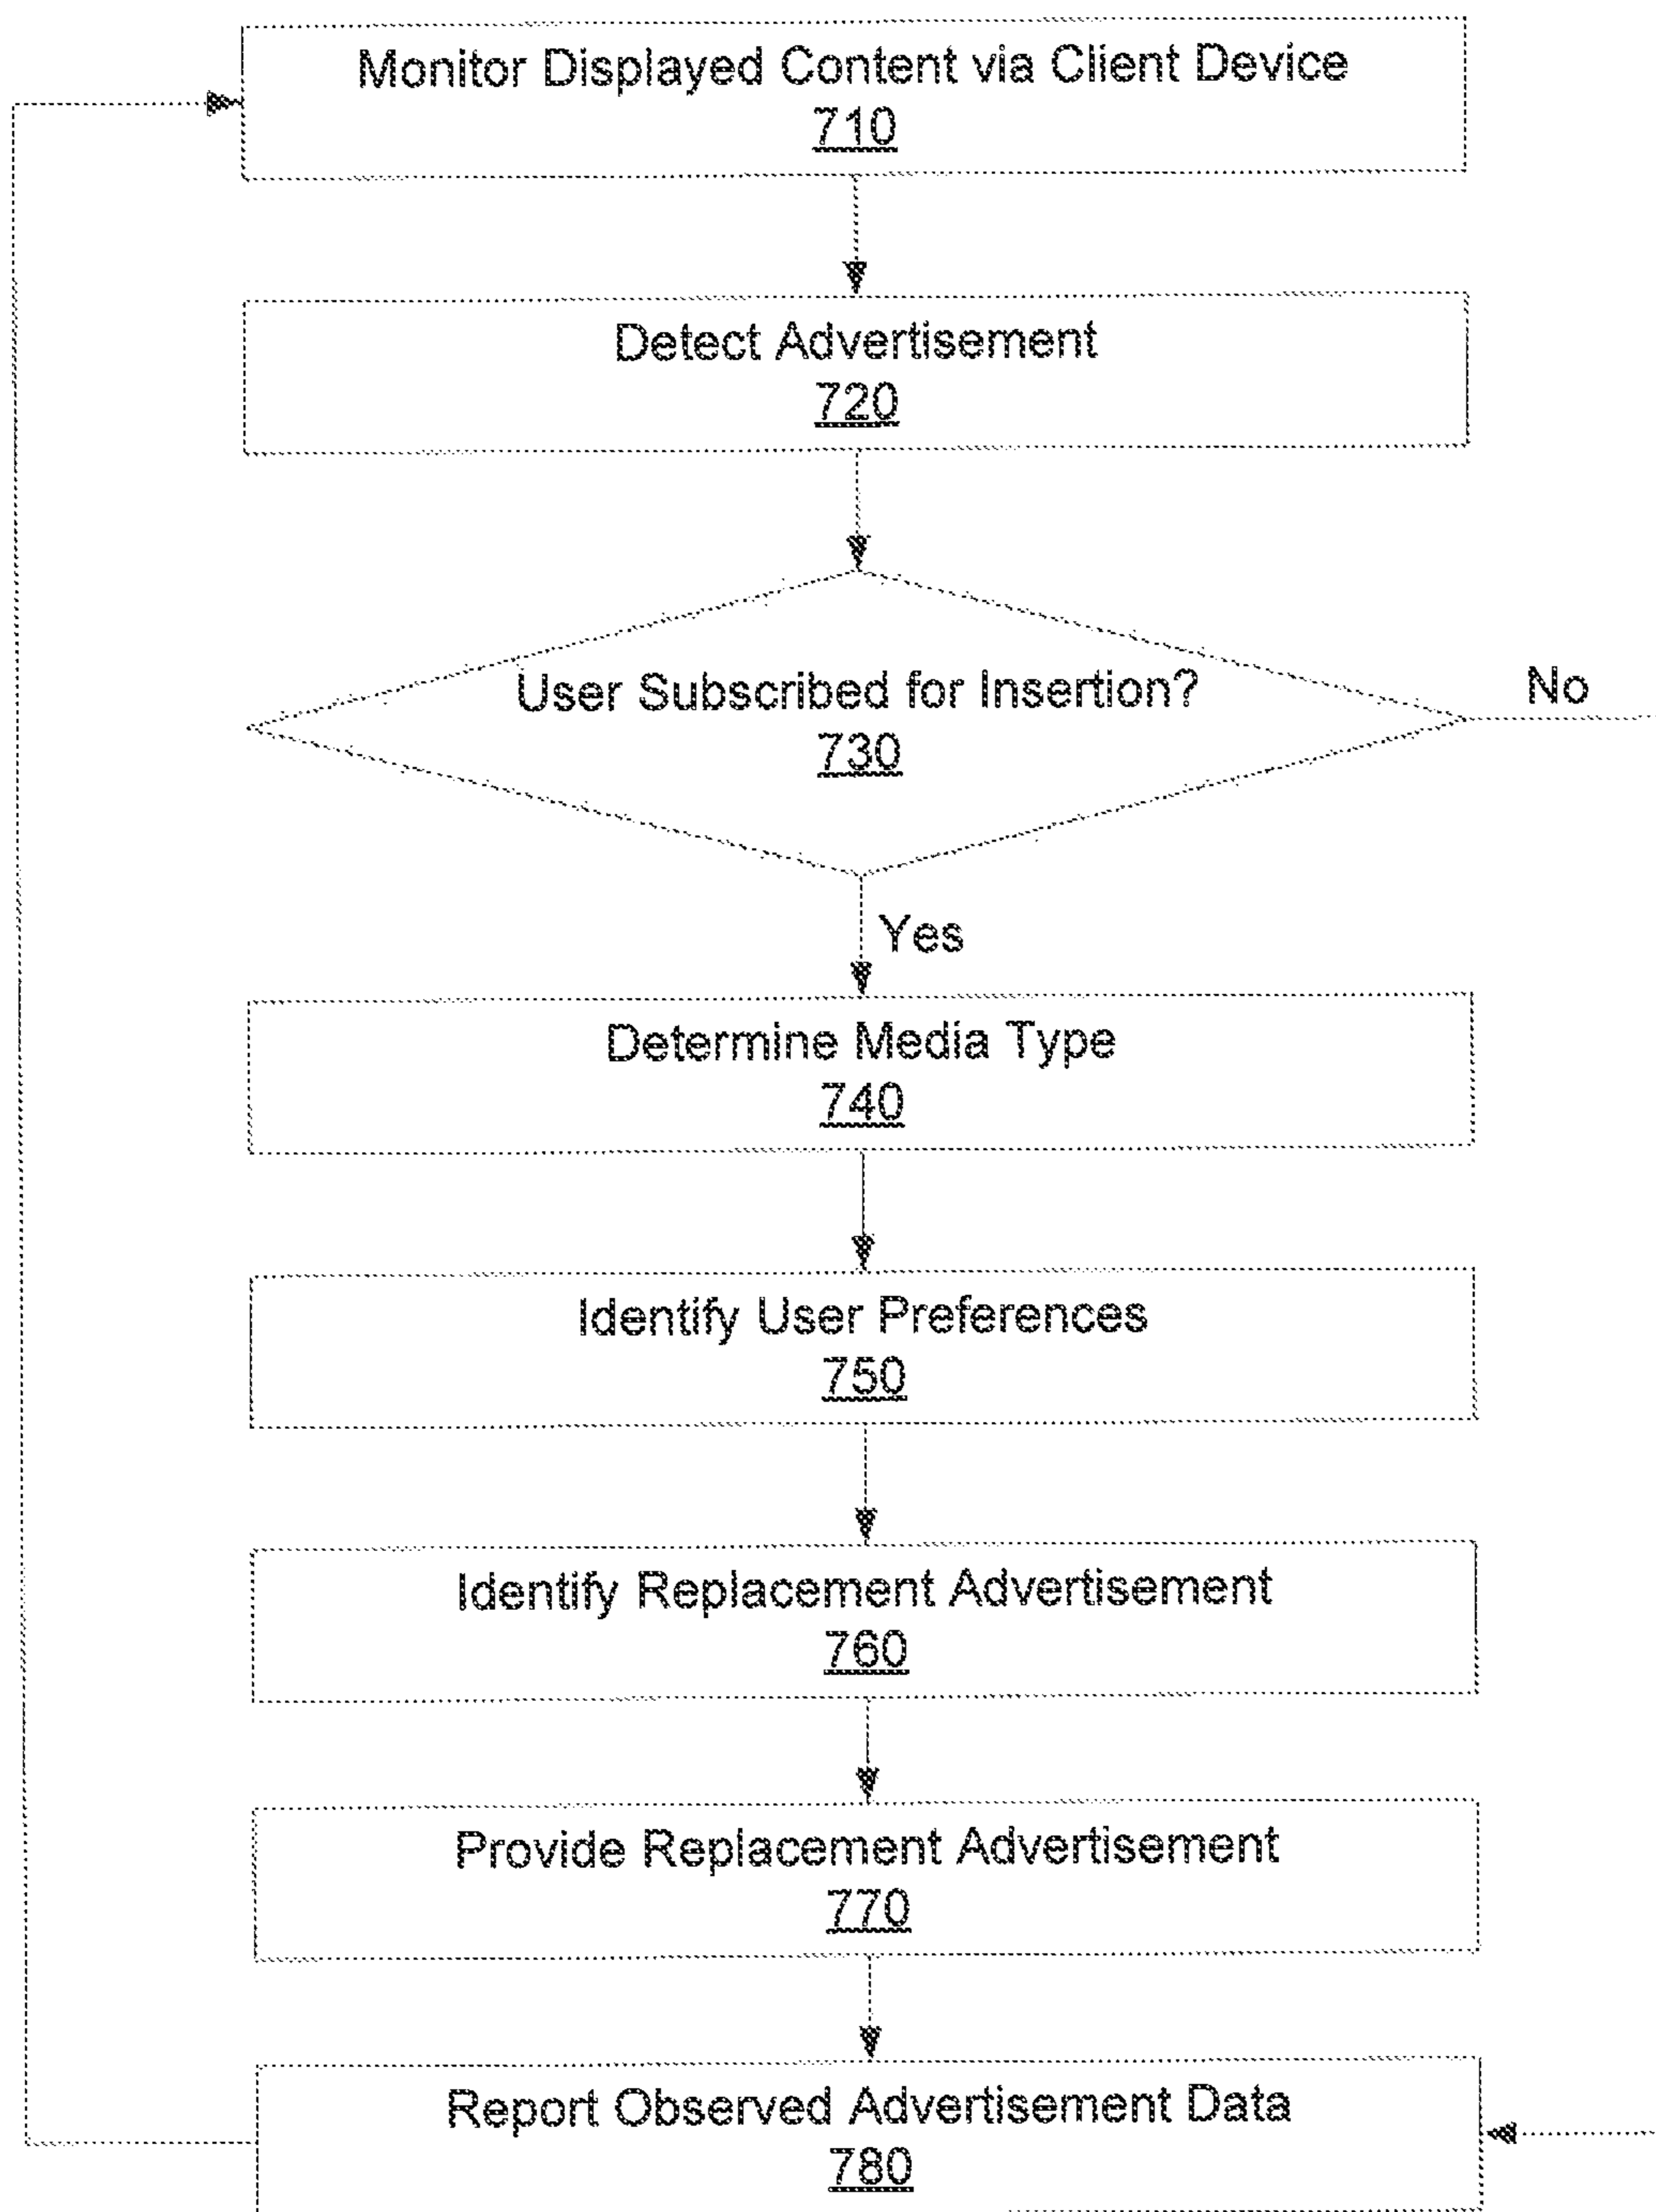 Monitor Displayed Content via Client Device
710
Detect Advertisement
720
User Subscribed for Insertion?
730
No
Yes
Determine Media Type
740
Identify User Preferences
750
Identify Replacement Advertisement
760
Provide Replacement Advertisement
770
Report Observed Advertisement Data
780